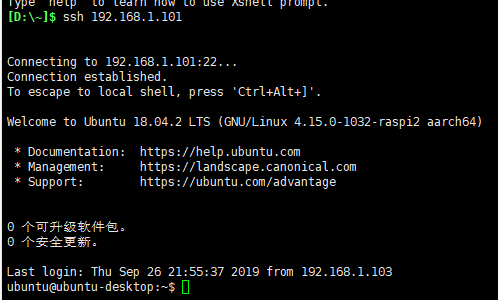 Type `help' to learn how to use Xshell prompt.
[D:\~]$ ssh 192.168.1.101
Connecting to 192.168.1.101:22...
Connection established.
To escape to local shell, press 'Ctrl+Alt+]'.
Welcome to Ubuntu 18.04.2 LTS (GNU/Linux 4.15.0-1032-raspi2 aarch64)
* Documentation:  https://help.ubuntu.com
* Management:     https://landscape.canonical.com
* Support:        https://ubuntu.com/advantage
0 个可升级软件包。
0 个安全更新。
Last login: Thu Sep 26 21:55:37 2019 from 192.168.1.103
ubuntu@ubuntu-desktop:~$